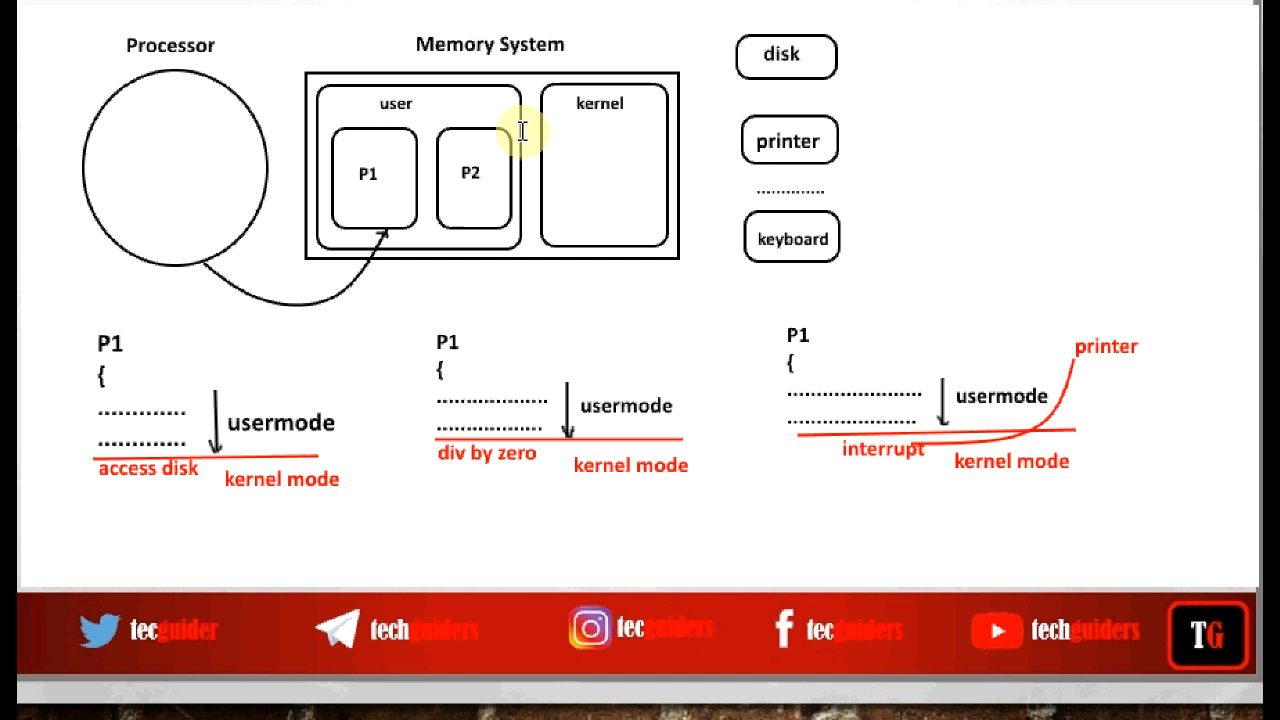 Processor
Memory System
disk
user
kernel
printer
P1
P2
..............
keyboard
P1
{
.............
.............
usermode
access disk
kernel mode
P1
{
....................
...................
usermode
div by zero
kernel mode
P1
{
........................
.......................
usermode
printer
interrupt
kernel mode
tecguider
techguiders
tecguiders
tecguiders
techguiders
TG